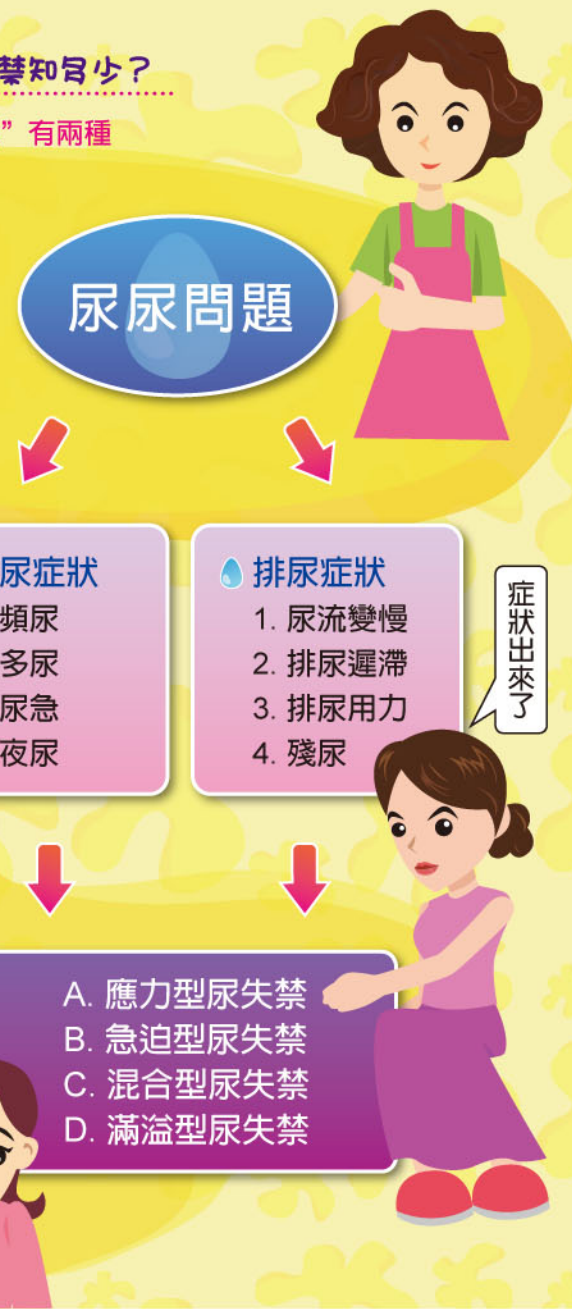 禁知多少？
”有兩種
尿尿問題
尿症狀
頻尿
多尿
尿急
夜尿
排尿症狀
1. 尿流變慢
2. 排尿遲滯
3. 排尿用力
4. 殘尿
症狀出來了
A. 應力型尿失禁
B. 急迫型尿失禁
C. 混合型尿失禁
D. 滿溢型尿失禁